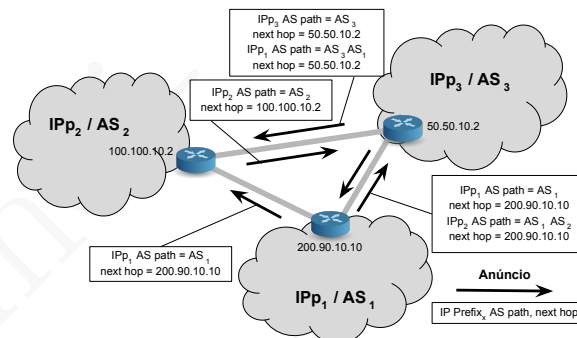 IPp₃ AS path = AS₃
next hop = 50.50.10.2
IPp₁ AS path = AS₃ AS₁
next hop = 50.50.10.2
IPp₃ / AS₃
IPp₂ AS path = AS₂
next hop = 100.100.10.2
IPp₂ / AS₂
50.50.10.2
100.100.10.2
IPp₁ AS path = AS₁
next hop = 200.90.10.10
IPp₂ AS path = AS₁ AS₂
next hop = 200.90.10.10
IPp₁ AS path = AS₁
next hop = 200.90.10.10
200.90.10.10
IPp₁ / AS₁
Anúncio
IP Prefixₓ AS path, next hop